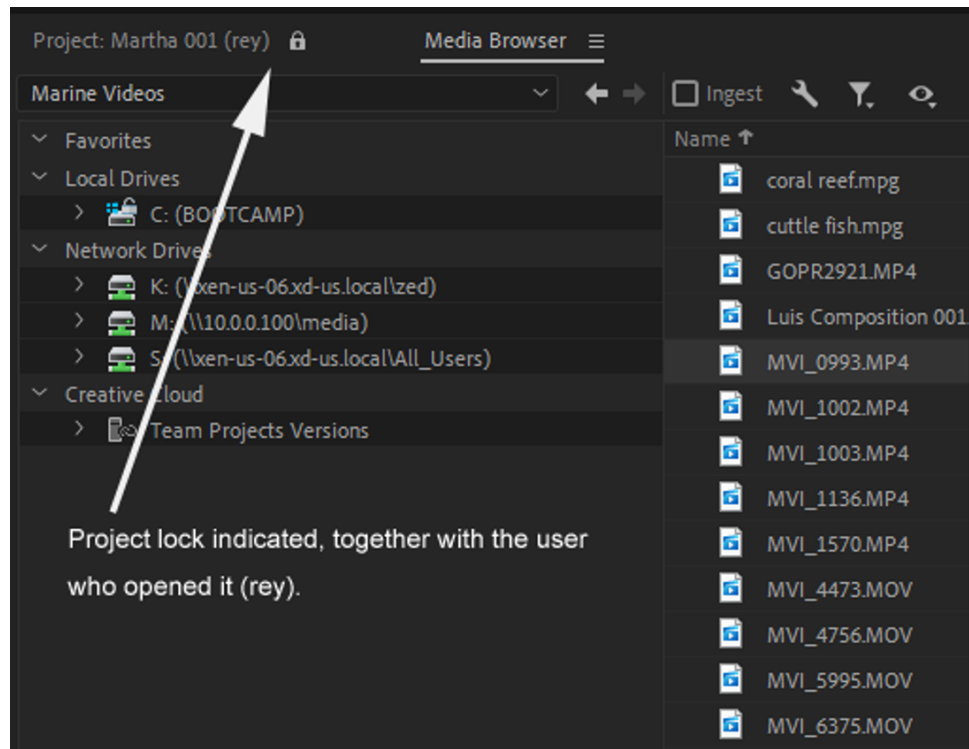 Project: Martha 001 (rey)
Media Browser
Marine Videos
Ingest
Favorites
Local Drives
C: (BOOTCAMP)
Network Drives
K: (\\xen-us-06.xd-us.local\zed)
M: (\\10.0.0.100\media)
S: (\\xen-us-06.xd-us.local\All_Users)
Creative Cloud
Team Projects Versions
Project lock indicated, together with the user
who opened it (rey).
Name
coral reef.mpg
cuttle fish.mpg
GOPR2921.MP4
Luis Composition 001
MVI_0993.MP4
MVI_1002.MP4
MVI_1003.MP4
MVI_1136.MP4
MVI_1570.MP4
MVI_4473.MOV
MVI_4756.MOV
MVI_5995.MOV
MVI_6375.MOV